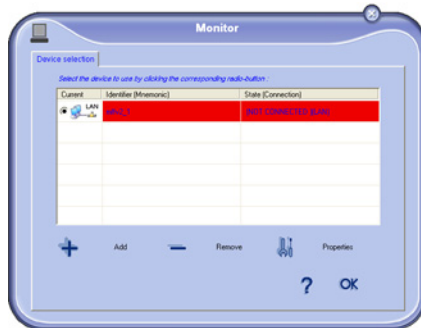 Monitor
Device selection
Select the device to use by clicking the corresponding radio-button :
Current Identifier (Mnemonic) State (Connection)
LAN (NOT CONNECTED (LAN)
Add Remove Properties
? OK